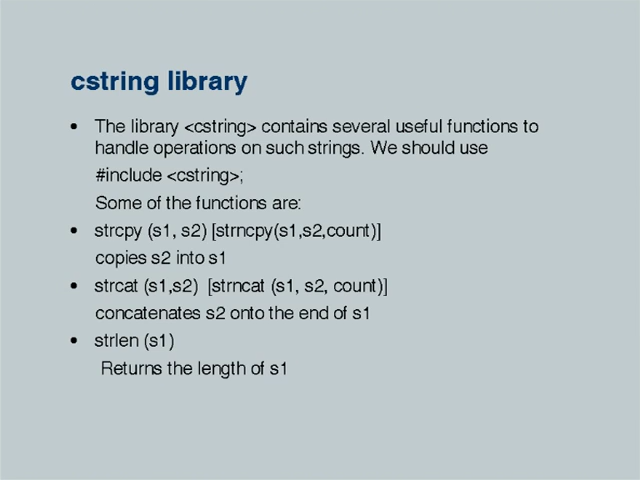 cstring library
• The library <cstring> contains several useful functions to
handle operations on such strings. We should use
#include <cstring>;
Some of the functions are:
• strcpy (s1, s2) [strncpy(s1,s2,count)]
copies s2 into s1
• strcat (s1,s2) [strncat (s1, s2, count)]
concatenates s2 onto the end of s1
• strlen (s1)
Returns the length of s1